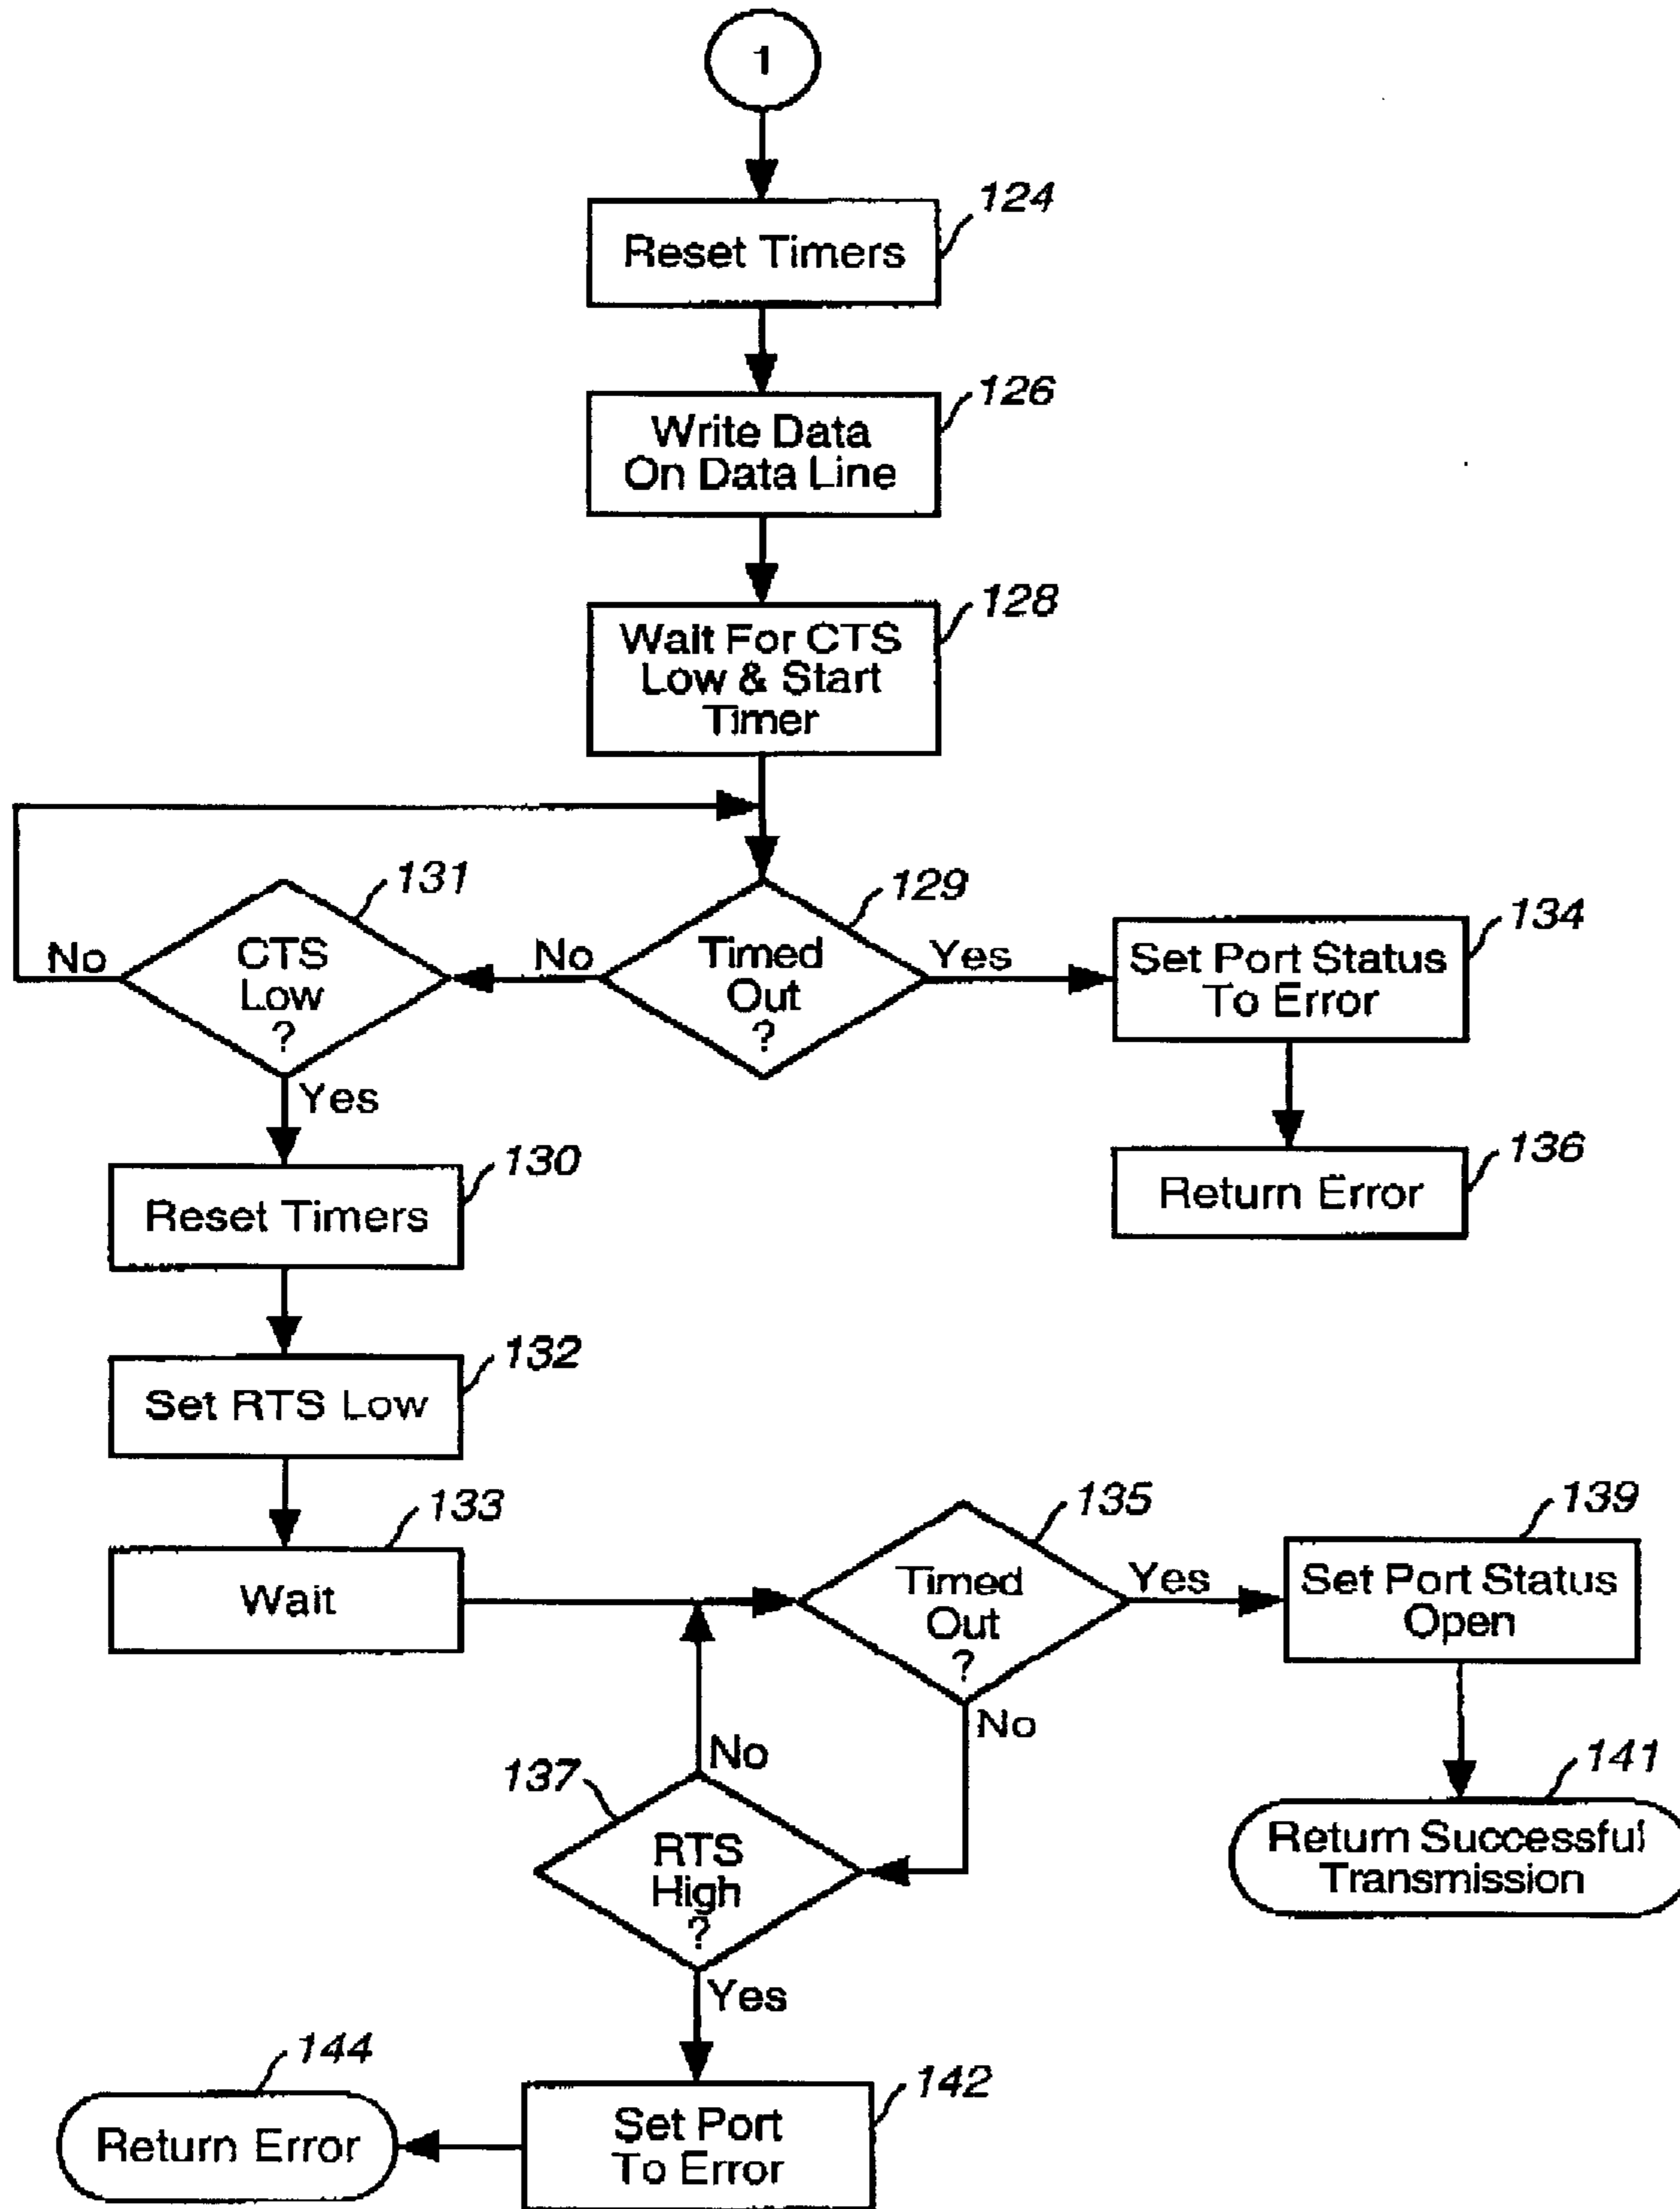 1
124
Reset Timers
126
Write Data
On Data Line
128
Wait For CTS
Low & Start
Timer
131
129
134
No
CTS
Low
?
No
Timed
Out
?
Yes
Set Port Status
To Error
Yes
130
136
Reset Timers
Return Error
132
Set RTS Low
133
135
139
Wait
Timed
Out
?
Yes
Set Port Status
Open
No
No
137
141
RTS
High
?
Return Successful
Transmission
Yes
144
142
Return Error
Set Port
To Error